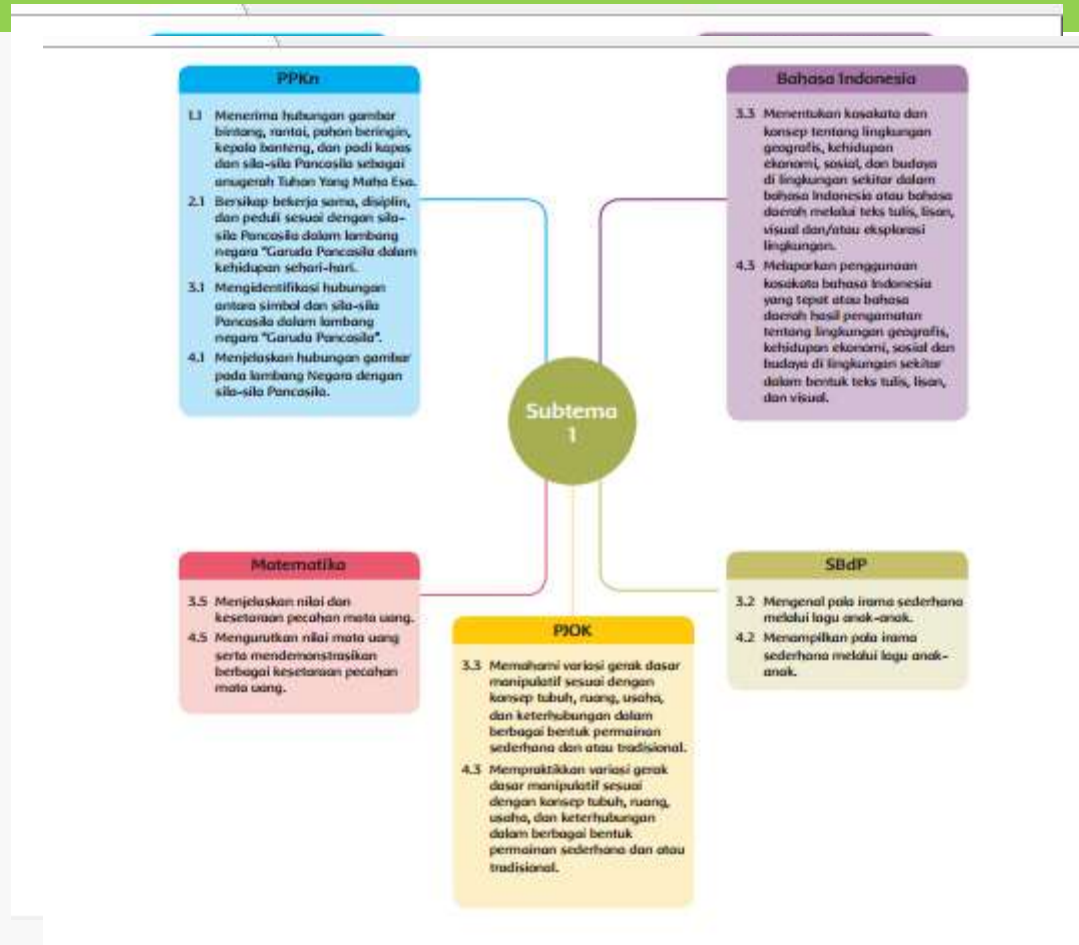 PPKn
1.1 Menerima hubungan gambar
bintang, rantai, pohon beringin,
kepala banteng, dan padi kapas
dan sila-sila Pancasila sebagai
anugerah Tuhan Yang Maha Esa.
2.1 Bersikap bekerja sama, disiplin,
dan peduli sesuai dengan sila-
sila Pancasila dalam lambang
negara "Garuda Pancasila dalam
kehidupan sehari-hari.
3.1 Mengidentifikasi hubungan
antara simbol dan sila-sila
Pancasila dalam lambang
negara "Garuda Pancasila".
4.1 Menjelaskan hubungan gambar
pada lambang Negara dengan
sila-sila Pancasila.
Bahasa Indonesia
3.3 Menentukan kosakata dan
konsep tentang lingkungan
geografis, kehidupan
ekonomi, sosial, dan budaya
di lingkungan sekitar dalam
bahasa Indonesia atau bahasa
daerah melalui teks tulis, lisan,
visual dan/atau eksplorasi
lingkungan.
4.3 Melaporkan penggunaan
kosakata bahasa Indonesia
yang tepat atau bahasa
daerah hasil pengamatan
tentang lingkungan geografis,
kehidupan ekonomi, sosial dan
budaya di lingkungan sekitar
dalam bentuk teks tulis, lisan,
dan visual.
Subtema
1
Matematika
3.5 Menjelaskan nilai dan
kesetaraan pecahan mata uang.
4.5 Mengurutkan nilai mata uang
serta mendemonstrasikan
berbagai kesetaraan pecahan
mata uang.
PJOK
3.3 Memahami variasi gerak dasar
manipulatif sesuai dengan
konsep tubuh, ruang, usaha,
dan keterhubungan dalam
berbagai bentuk permainan
sederhana dan atau tradisional.
4.3 Mempraktikkan variasi gerak
dasar manipulatif sesuai
dengan konsep tubuh, ruang,
usaha, dan keterhubungan
dalam berbagai bentuk
permainan sederhana dan atau
tradisional.
SBdP
3.2 Mengenal pola irama sederhana
melalui lagu anak-anak.
4.2 Menampilkan pola irama
sederhana melalui lagu anak-
anak.